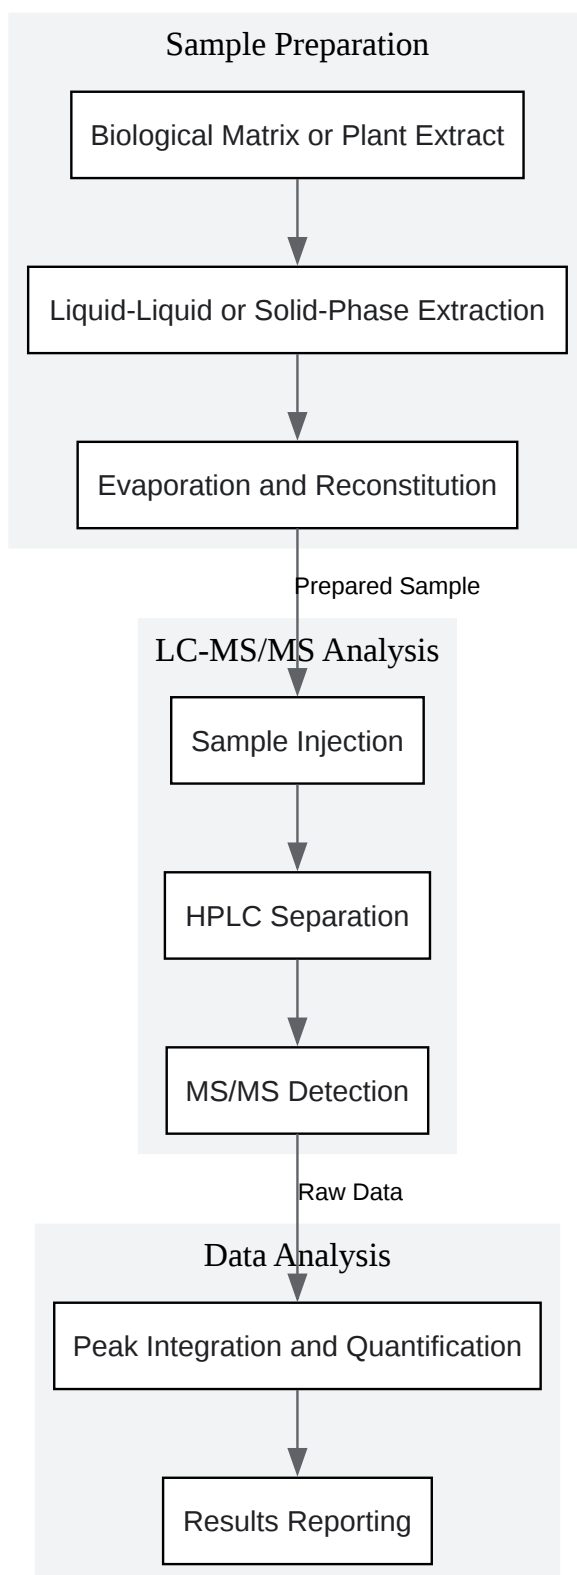 Sample Preparation
Biological Matrix or Plant Extract
Liquid-Liquid or Solid-Phase Extraction
Evaporation and Reconstitution
Prepared Sample
LC-MS/MS Analysis
Sample Injection
HPLC Separation
MS/MS Detection
Raw Data
Data Analysis
Peak Integration and Quantification
Results Reporting